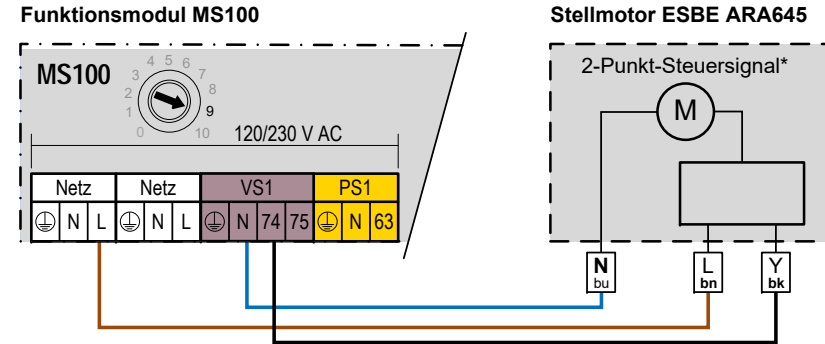 Funktionsmodul MS100
Stellmotor ESBE ARA645
MS100
0 1 2 3 4 5 6 7 8 9 10
120/230 V AC
2-Punkt-Steuersignal*
M
Netz Netz VS1 PS1
N L N L N 74 75 N 63
N L Y
bu bn bk